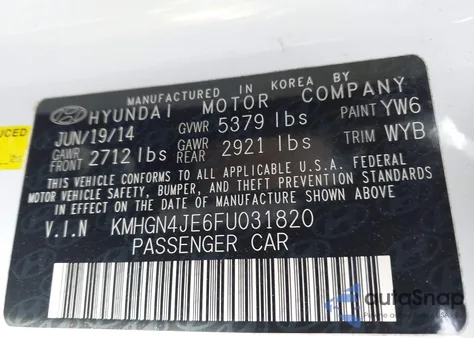 MANUFACTURED IN KOREA BY
HYUNDAI MOTOR COMPANY
JUN/19/14 GVWR 5379 lbs PAINT YW6
GAWR FRONT 2712 lbs GAWR REAR 2921 lbs TRIM WYB
THIS VEHICLE CONFORMS TO ALL APPLICABLE U.S.A. FEDERAL
MOTOR VEHICLE SAFETY, BUMPER, AND THEFT PREVENTION STANDARDS
IN EFFECT ON THE DATE OF MANUFACTURE SHOWN ABOVE.
V.I.N KMHGN4JE6FU031820
PASSENGER CAR
UCED
autoSnap